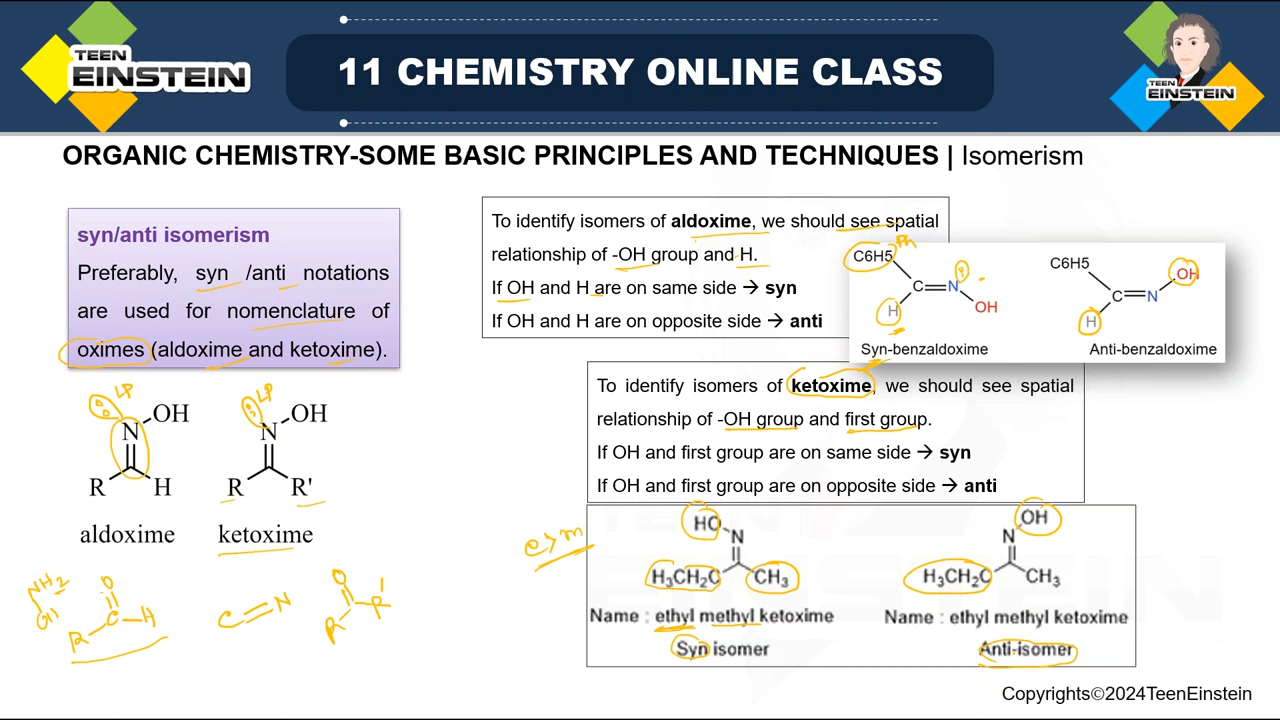 TEEN
EINSTEIN
11 CHEMISTRY ONLINE CLASS
TEEN
EINSTEIN
ORGANIC CHEMISTRY-SOME BASIC PRINCIPLES AND TECHNIQUES | Isomerism
syn/anti isomerism
Preferably, syn /anti notations
are used for nomenclature of
oximes (aldoxime and ketoxime).
LP
N OH
R H
aldoxime
LP
N OH
R R'
ketoxime
NH2
OH
O
R C H
C=N
O
R R'
To identify isomers of aldoxime, we should see spatial
relationship of -OH group and H.
If OH and H are on same side → syn
If OH and H are on opposite side → anti
Ph
C6H5
C=N
H OH
Syn-benzaldoxime
C6H5 OH
C=N
H
Anti-benzaldoxime
To identify isomers of ketoxime, we should see spatial
relationship of -OH group and first group.
If OH and first group are on same side → syn
If OH and first group are on opposite side → anti
e>m
HO
N
H3CH2C CH3
Name : ethyl methyl ketoxime
Syn isomer
OH
N
H3CH2C CH3
Name : ethyl methyl ketoxime
Anti-isomer
Copyrights©2024TeenEinstein